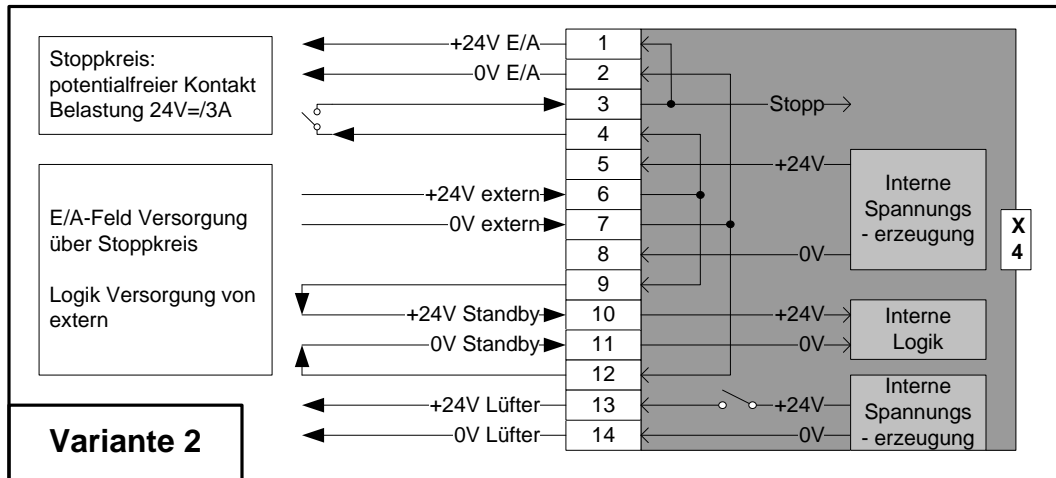 Stoppkreis:
potentialfreier Kontakt
Belastung 24V=/3A
E/A-Feld Versorgung
über Stoppkreis
Logik Versorgung von
extern
Variante 2
+24V E/A
0V E/A
+24V extern
0V extern
+24V Standby
0V Standby
+24V Lüfter
0V Lüfter
1
2
3
4
5
6
7
8
9
10
11
12
13
14
Stopp
+24V
0V
+24V
0V
+24V
0V
Interne
Spannungs
- erzeugung
Interne
Logik
Interne
Spannungs
- erzeugung
X
4